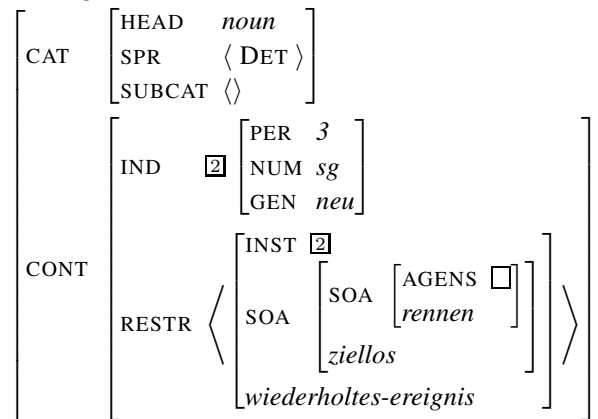 HEAD noun
CAT SPR ⟨ DET ⟩
SUBCAT ⟨⟩
PER 3
IND 2 NUM sg
GEN neu
INST 2
CONT SOA AGENS
RESTR SOA rennen
ziellos
wiederholtes-ereignis